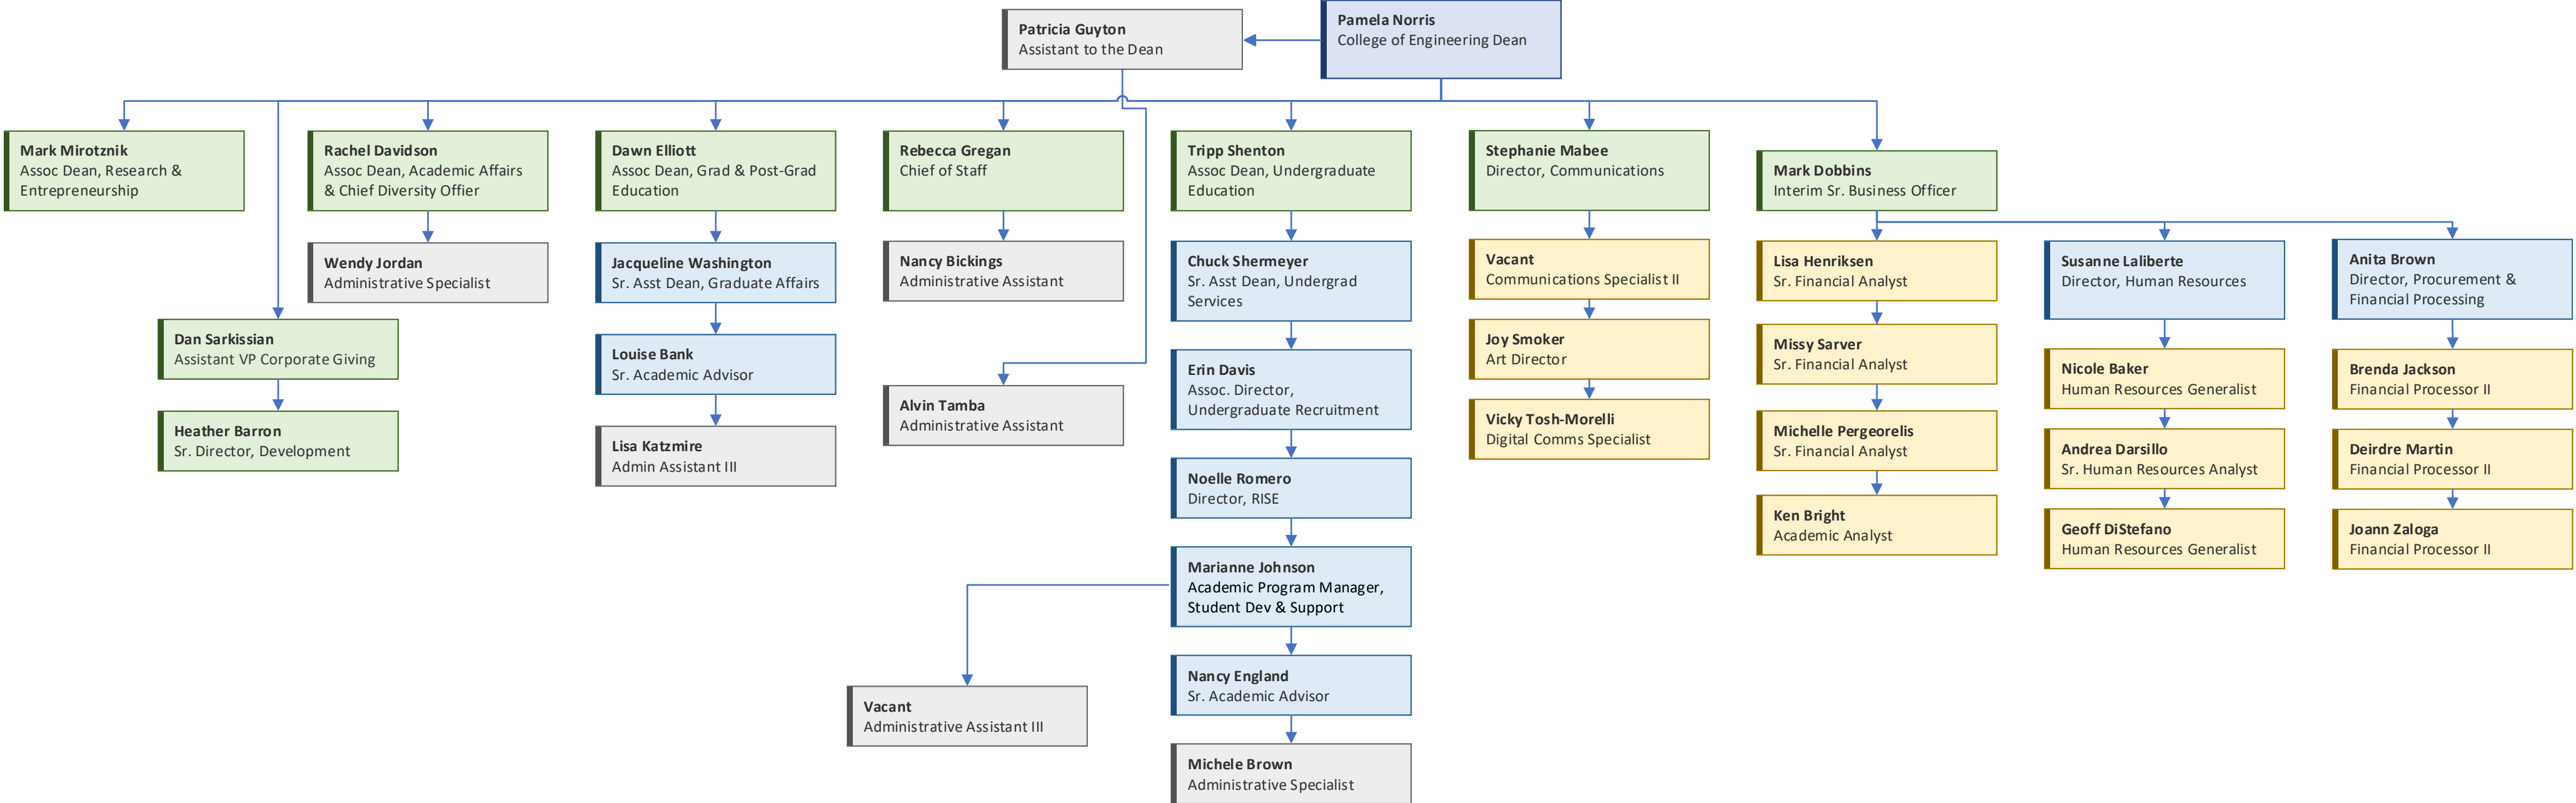 Patricia Guyton
Assistant to the Dean
Pamela Norris
College of Engineering Dean
Mark Mirotznik
Assoc Dean, Research &
Entrepreneurship
Rachel Davidson
Assoc Dean, Academic Affairs
& Chief Diversity Offier
Dawn Elliott
Assoc Dean, Grad & Post-Grad
Education
Rebecca Gregan
Chief of Staff
Tripp Shenton
Assoc Dean, Undergraduate
Education
Stephanie Mabee
Director, Communications
Mark Dobbins
Interim Sr. Business Officer
Wendy Jordan
Administrative Specialist
Dan Sarkissian
Assistant VP Corporate Giving
Heather Barron
Sr. Director, Development
Jacqueline Washington
Sr. Asst Dean, Graduate Affairs
Louise Bank
Sr. Academic Advisor
Lisa Katzmire
Admin Assistant III
Nancy Bickings
Administrative Assistant
Alvin Tamba
Administrative Assistant
Chuck Shermeyer
Sr. Asst Dean, Undergrad
Services
Erin Davis
Assoc. Director,
Undergraduate Recruitment
Noelle Romero
Director, RISE
Marianne Johnson
Academic Program Manager,
Student Dev & Support
Vacant
Administrative Assistant III
Nancy England
Sr. Academic Advisor
Michele Brown
Administrative Specialist
Vacant
Communications Specialist II
Joy Smoker
Art Director
Vicky Tosh-Morelli
Digital Comms Specialist
Lisa Henriksen
Sr. Financial Analyst
Missy Sarver
Sr. Financial Analyst
Michelle Pergeorelis
Sr. Financial Analyst
Ken Bright
Academic Analyst
Susanne Laliberte
Director, Human Resources
Nicole Baker
Human Resources Generalist
Andrea Darsillo
Sr. Human Resources Analyst
Geoff DiStefano
Human Resources Generalist
Anita Brown
Director, Procurement &
Financial Processing
Brenda Jackson
Financial Processor II
Deirdre Martin
Financial Processor II
Joann Zaloga
Financial Processor II